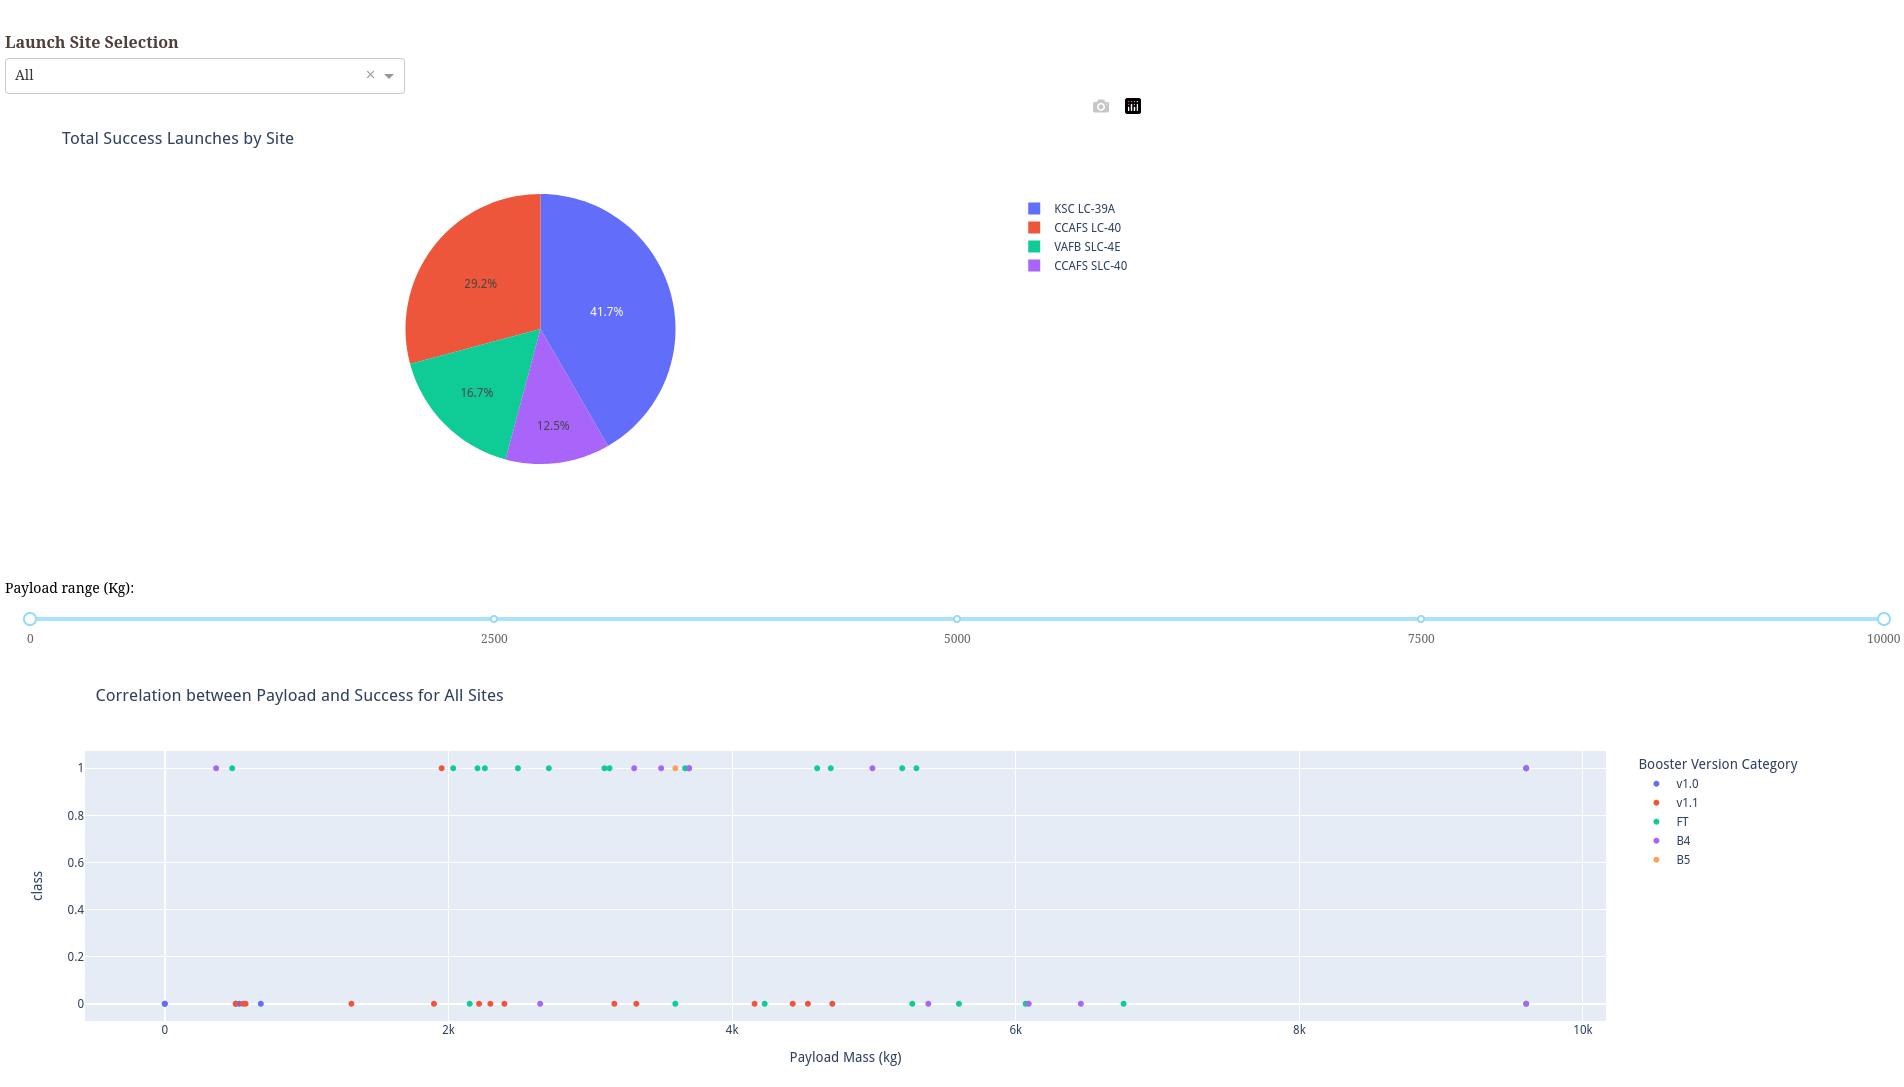 Launch Site Selection
All ×
Total Success Launches by Site
KSC LC-39A
CCAFS LC-40
VAFB SLC-4E
CCAFS SLC-40
29.2%
41.7%
16.7%
12.5%
Payload range (Kg):
0 2500 5000 7500 10000
Correlation between Payload and Success for All Sites
Booster Version Category
v1.0
v1.1
FT
B4
B5
class
1
0.8
0.6
0.4
0.2
0
0 2k 4k 6k 8k 10k
Payload Mass (kg)